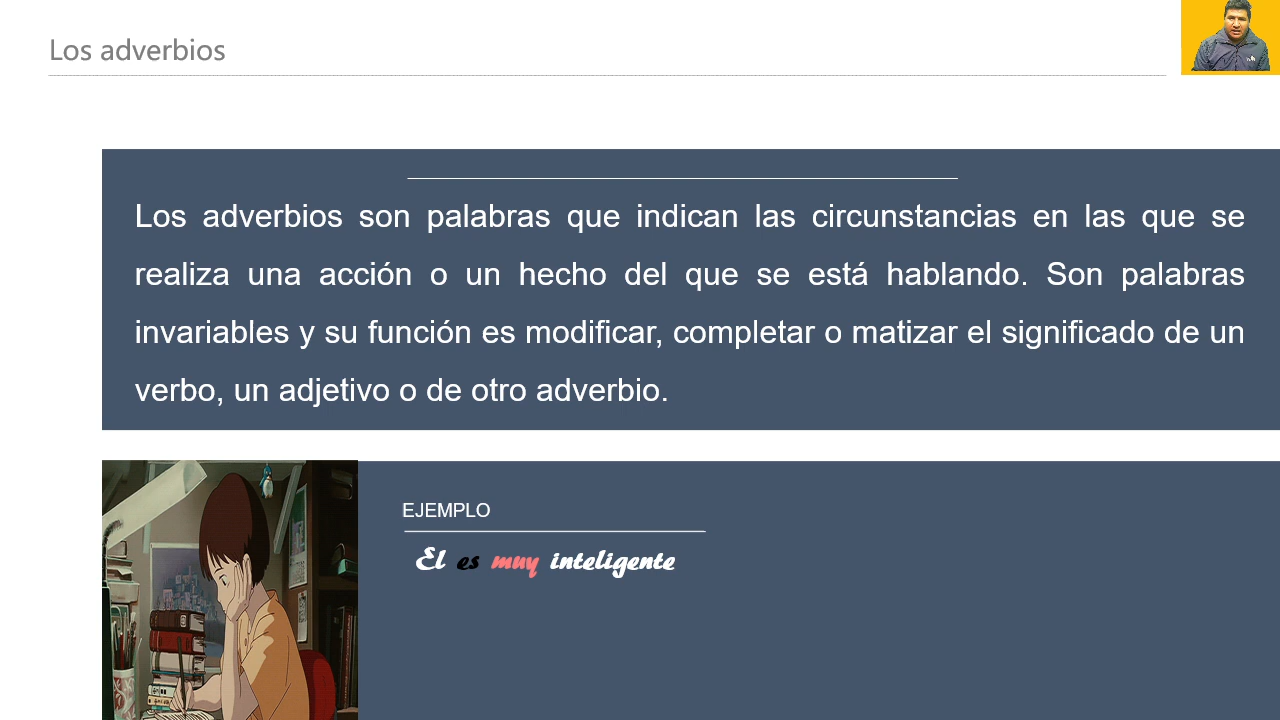 Los adverbios
Los adverbios son palabras que indican las circunstancias en las que se
realiza una acción o un hecho del que se está hablando. Son palabras
invariables y su función es modificar, completar o matizar el significado de un
verbo, un adjetivo o de otro adverbio.
EJEMPLO
El es muy inteligente